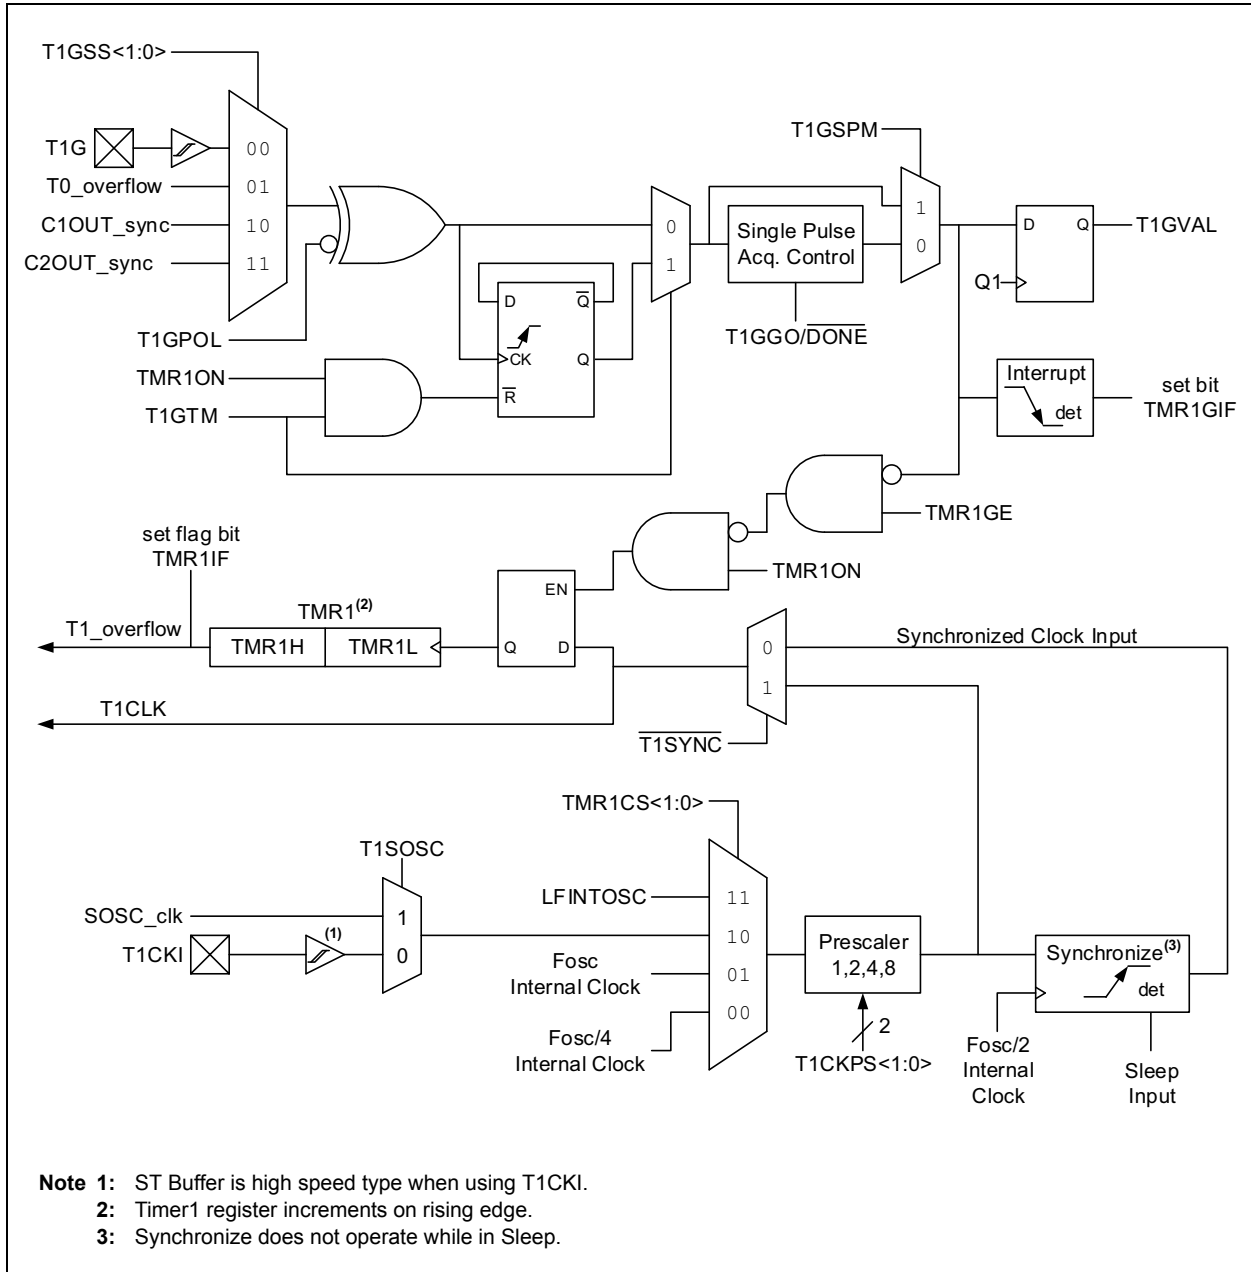 T1GSS<1:0>
T1G
00
T0_overflow
01
C1OUT_sync
10
C2OUT_sync
11
T1GPOL
TMR1ON
T1GTM
D
Q̅
CK
Q
R̅
0
1
T1GSPM
Single Pulse
Acq. Control
T1GGO/D̅O̅N̅E̅
1
0
D
Q
T1GVAL
Q1
Interrupt
det
set bit
TMR1GIF
TMR1GE
TMR1ON
set flag bit
TMR1IF
T1_overflow
TMR1(2)
TMR1H
TMR1L
EN
Q
D
T1CLK
0
1
Synchronized Clock Input
T̅1̅S̅Y̅N̅C̅
TMR1CS<1:0>
T1SOSC
SOSC_clk
T1CKI
(1)
1
0
LFINTOSC
11
10
Fosc
Internal Clock
01
Fosc/4
Internal Clock
00
Prescaler
1,2,4,8
2
T1CKPS<1:0>
Synchronize(3)
det
Fosc/2
Internal
Clock
Sleep
Input
Note 1: ST Buffer is high speed type when using T1CKI.
2: Timer1 register increments on rising edge.
3: Synchronize does not operate while in Sleep.